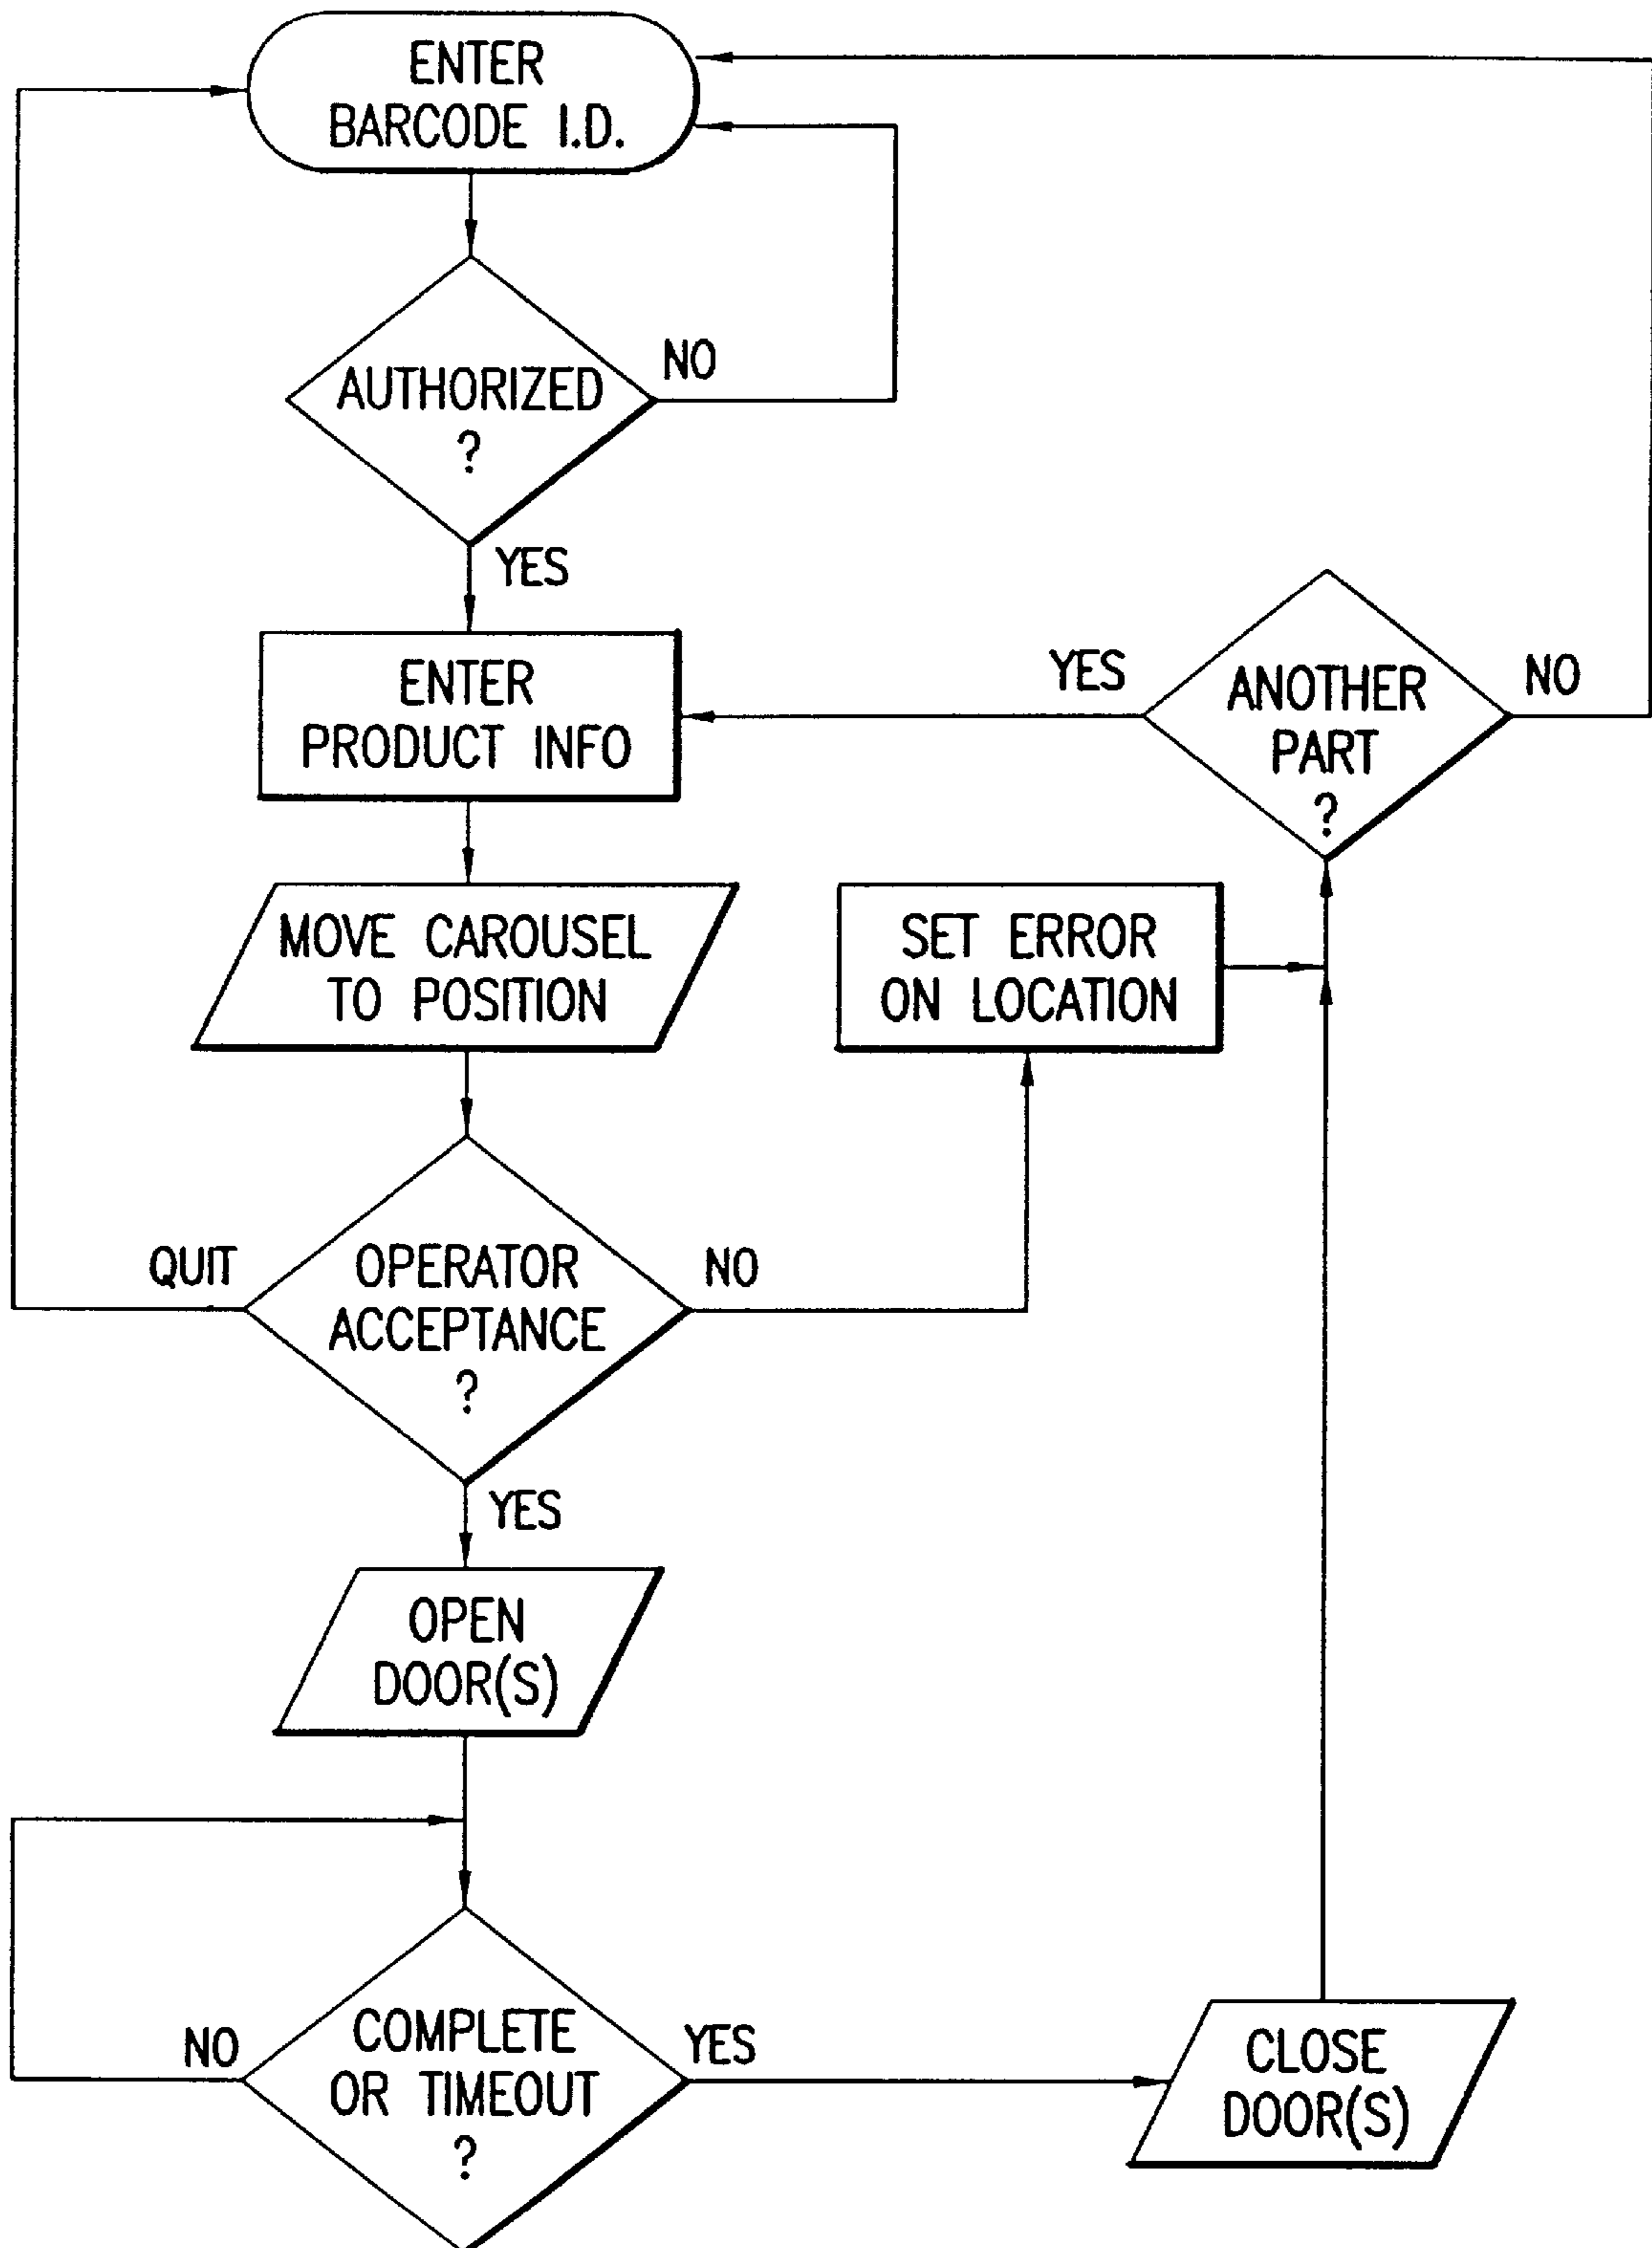 ENTER
BARCODE I.D.
AUTHORIZED
?
NO
YES
ENTER
PRODUCT INFO
YES
ANOTHER
PART
?
NO
MOVE CAROUSEL
TO POSITION
SET ERROR
ON LOCATION
QUIT
OPERATOR
ACCEPTANCE
?
NO
YES
OPEN
DOOR(S)
NO
COMPLETE
OR TIMEOUT
?
YES
CLOSE
DOOR(S)